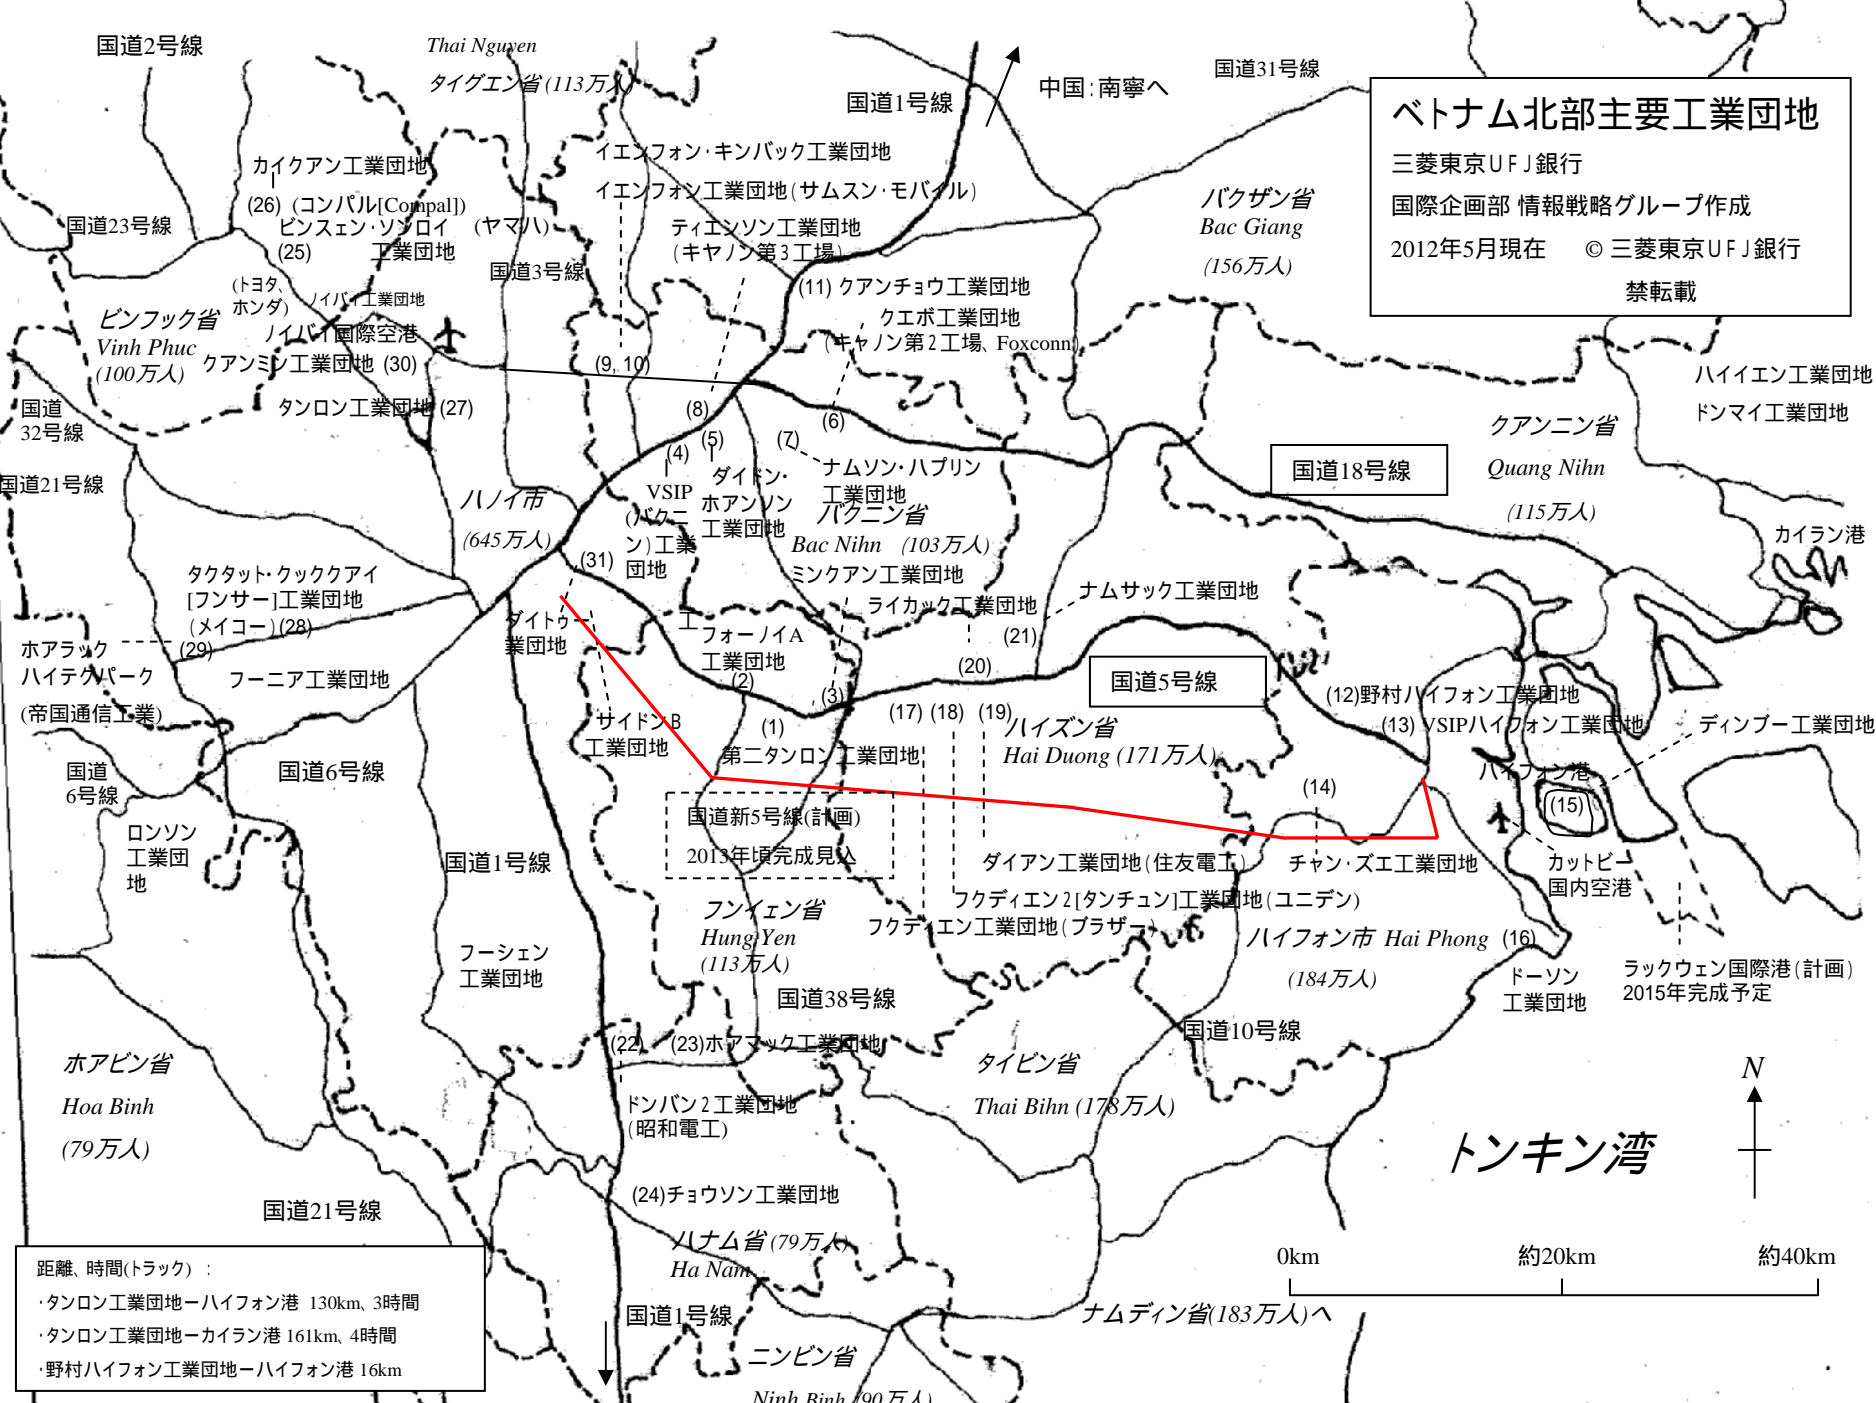 国道2号線
Thai Nguyen
タイグエン省 (113万人)
国道1号線
中国：南寧へ
国道31号線
ベトナム北部主要工業団地
三菱東京UFJ銀行
国際企画部 情報戦略グループ作成
2012年5月現在 © 三菱東京UFJ銀行
禁転載
カイクアン工業団地
(26) (コンパル[Compal])
ビンスェン・ソンロイ
(25) 工業団地
(ヤマハ)
イエンフォン・キンバック工業団地
イエンフォン工業団地(サムスン・モバイル)
ティエンソン工業団地
(キヤノン第3工場)
国道23号線
国道3号線
バクザン省
Bac Giang
(156万人)
(トヨタ、
ホンダ)
ノイバイ工業団地
ノイバイ国際空港
クアンミン工業団地 (30)
タンロン工業団地 (27)
ビンフック省
Vinh Phuc
(100万人)
(11) クアンチョウ工業団地
クエボ工業団地
(キャノン第2工場、Foxconn)
(9, 10)
(8)
(5)
(4)
(6)
(7)
ナムソン・ハプリン
工業団地
ハイイエン工業団地
ドンマイ工業団地
クアンニン省
Quang Nihn
(115万人)
国道18号線
カイラン港
国道
32号線
国道21号線
ハノイ市
(645万人)
VSIP
(バクニ
ン)工業
団地
ダイドン・
ホアンソン
工業団地
バクニン省
Bac Nihn (103万人)
ミンクアン工業団地
ライカック工業団地
ナムサック工業団地
(31)
(21)
(20)
タクタット・クッククアイ
[フンサー]工業団地
(メイコー)(28)
(29)
ホアラック
ハイテクパーク
(帝国通信工業)
フーニア工業団地
ダイトゥー
業団地
工
フォーノイA
工業団地
(2)
(3)
(1)
第二タンロン工業団地
サイドンB
工業団地
(17) (18) (19)
国道5号線
ハイズン省
Hai Duong (171万人)
(12)野村ハイフォン工業団地
(13) VSIPハイフォン工業団地
ディンブー工業団地
ハイフォン港
(14)
(15)
国道
6号線
国道6号線
国道新5号線(計画)
2013年頃完成見込
ロンソン
工業団
地
国道1号線
ダイアン工業団地(住友電工)
チャン・ズエ工業団地
カットビー
国内空港
フクディエン2[タンチュン]工業団地(ユニデン)
フクディエン工業団地(ブラザー)
フンイェン省
Hung Yen
(113万人)
ハイフォン市 Hai Phong (16)
(184万人)
ドーソン
工業団地
ラックウェン国際港(計画)
2015年完成予定
フーシェン
工業団地
国道38号線
国道10号線
(22)
(23)ホアマック工業団地
ホアビン省
Hoa Binh
(79万人)
タイビン省
Thai Bihn (178万人)
ドンバン2工業団地
(昭和電工)
トンキン湾
N
国道21号線
(24)チョウソン工業団地
ハナム省 (79万人)
Ha Nam
0km 約20km 約40km
距離、時間(トラック) :
・タンロン工業団地ーハイフォン港 130km、3時間
・タンロン工業団地ーカイラン港 161km、4時間
・野村ハイフォン工業団地ーハイフォン港 16km
国道1号線
ナムディン省(183万人)へ
ニンビン省
Ninh Binh (90万人)